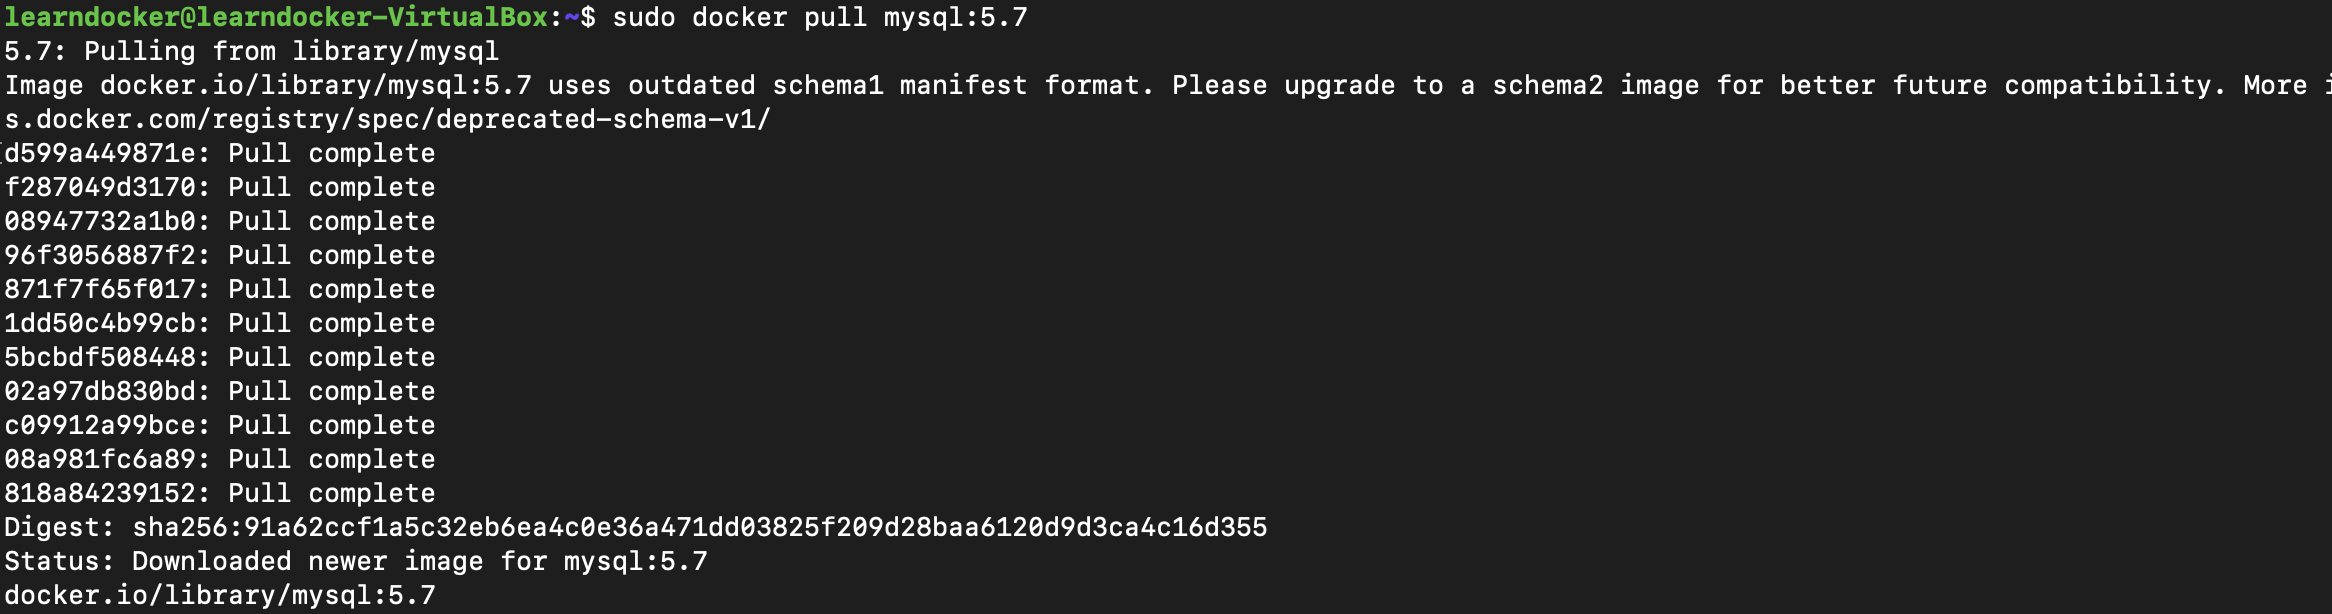 learndocker@learndocker-VirtualBox:~$ sudo docker pull mysql:5.7
5.7: Pulling from library/mysql
Image docker.io/library/mysql:5.7 uses outdated schema1 manifest format. Please upgrade to a schema2 image for better future compatibility. More i
s.docker.com/registry/spec/deprecated-schema-v1/
d599a449871e: Pull complete
f287049d3170: Pull complete
08947732a1b0: Pull complete
96f3056887f2: Pull complete
871f7f65f017: Pull complete
1dd50c4b99cb: Pull complete
5bcbdf508448: Pull complete
02a97db830bd: Pull complete
c09912a99bce: Pull complete
08a981fc6a89: Pull complete
818a84239152: Pull complete
Digest: sha256:91a62ccf1a5c32eb6ea4c0e36a471dd03825f209d28baa6120d9d3ca4c16d355
Status: Downloaded newer image for mysql:5.7
docker.io/library/mysql:5.7